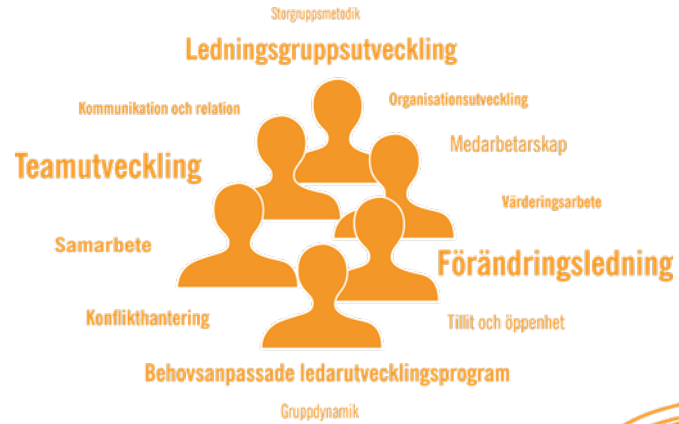 Storgruppsmetodik
Ledningsgruppsutveckling
Kommunikation och relation
Organisationsutveckling
Medarbetarskap
Teamutveckling
Värderingsarbete
Samarbete
Förändringsledning
Konflikthantering
Tillit och öppenhet
Behovsanpassade ledarutvecklingsprogram
Gruppdynamik